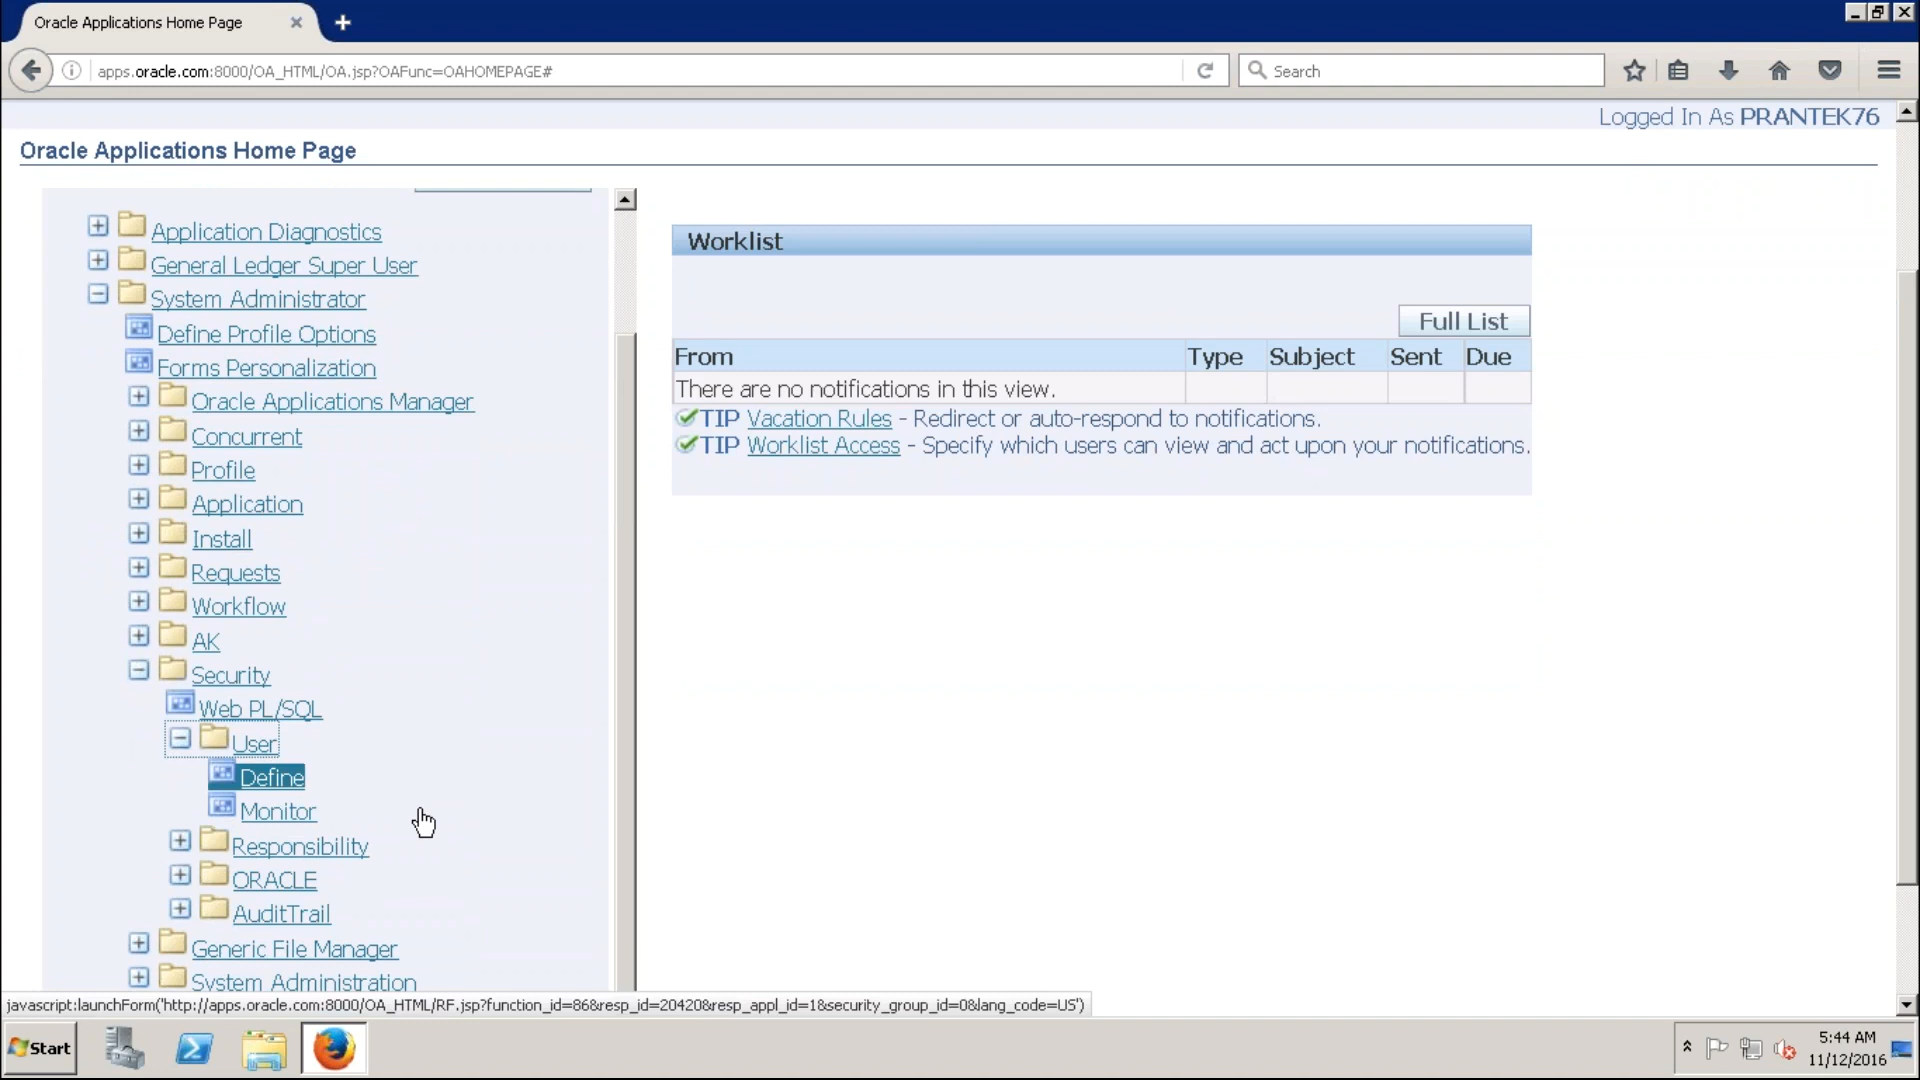 Oracle Applications Home Page
apps.oracle.com:8000/OA_HTML/OA.jsp?OAFunc=OAHOMEPAGE#
Search
Logged In As PRANTEK76
Oracle Applications Home Page
Application Diagnostics
General Ledger Super User
System Administrator
Define Profile Options
Forms Personalization
Oracle Applications Manager
Concurrent
Profile
Application
Install
Requests
Workflow
AK
Security
Web PL/SQL
User
Define
Monitor
Responsibility
ORACLE
AuditTrail
Generic File Manager
System Administration
Worklist
Full List
From Type Subject Sent Due
There are no notifications in this view.
TIP Vacation Rules - Redirect or auto-respond to notifications.
TIP Worklist Access - Specify which users can view and act upon your notifications.
javascript:launchForm('http://apps.oracle.com:8000/OA_HTML/RF.jsp?function_id=86&resp_id=20420&resp_appl_id=1&security_group_id=0&lang_code=US')
Start
5:44 AM
11/12/2016